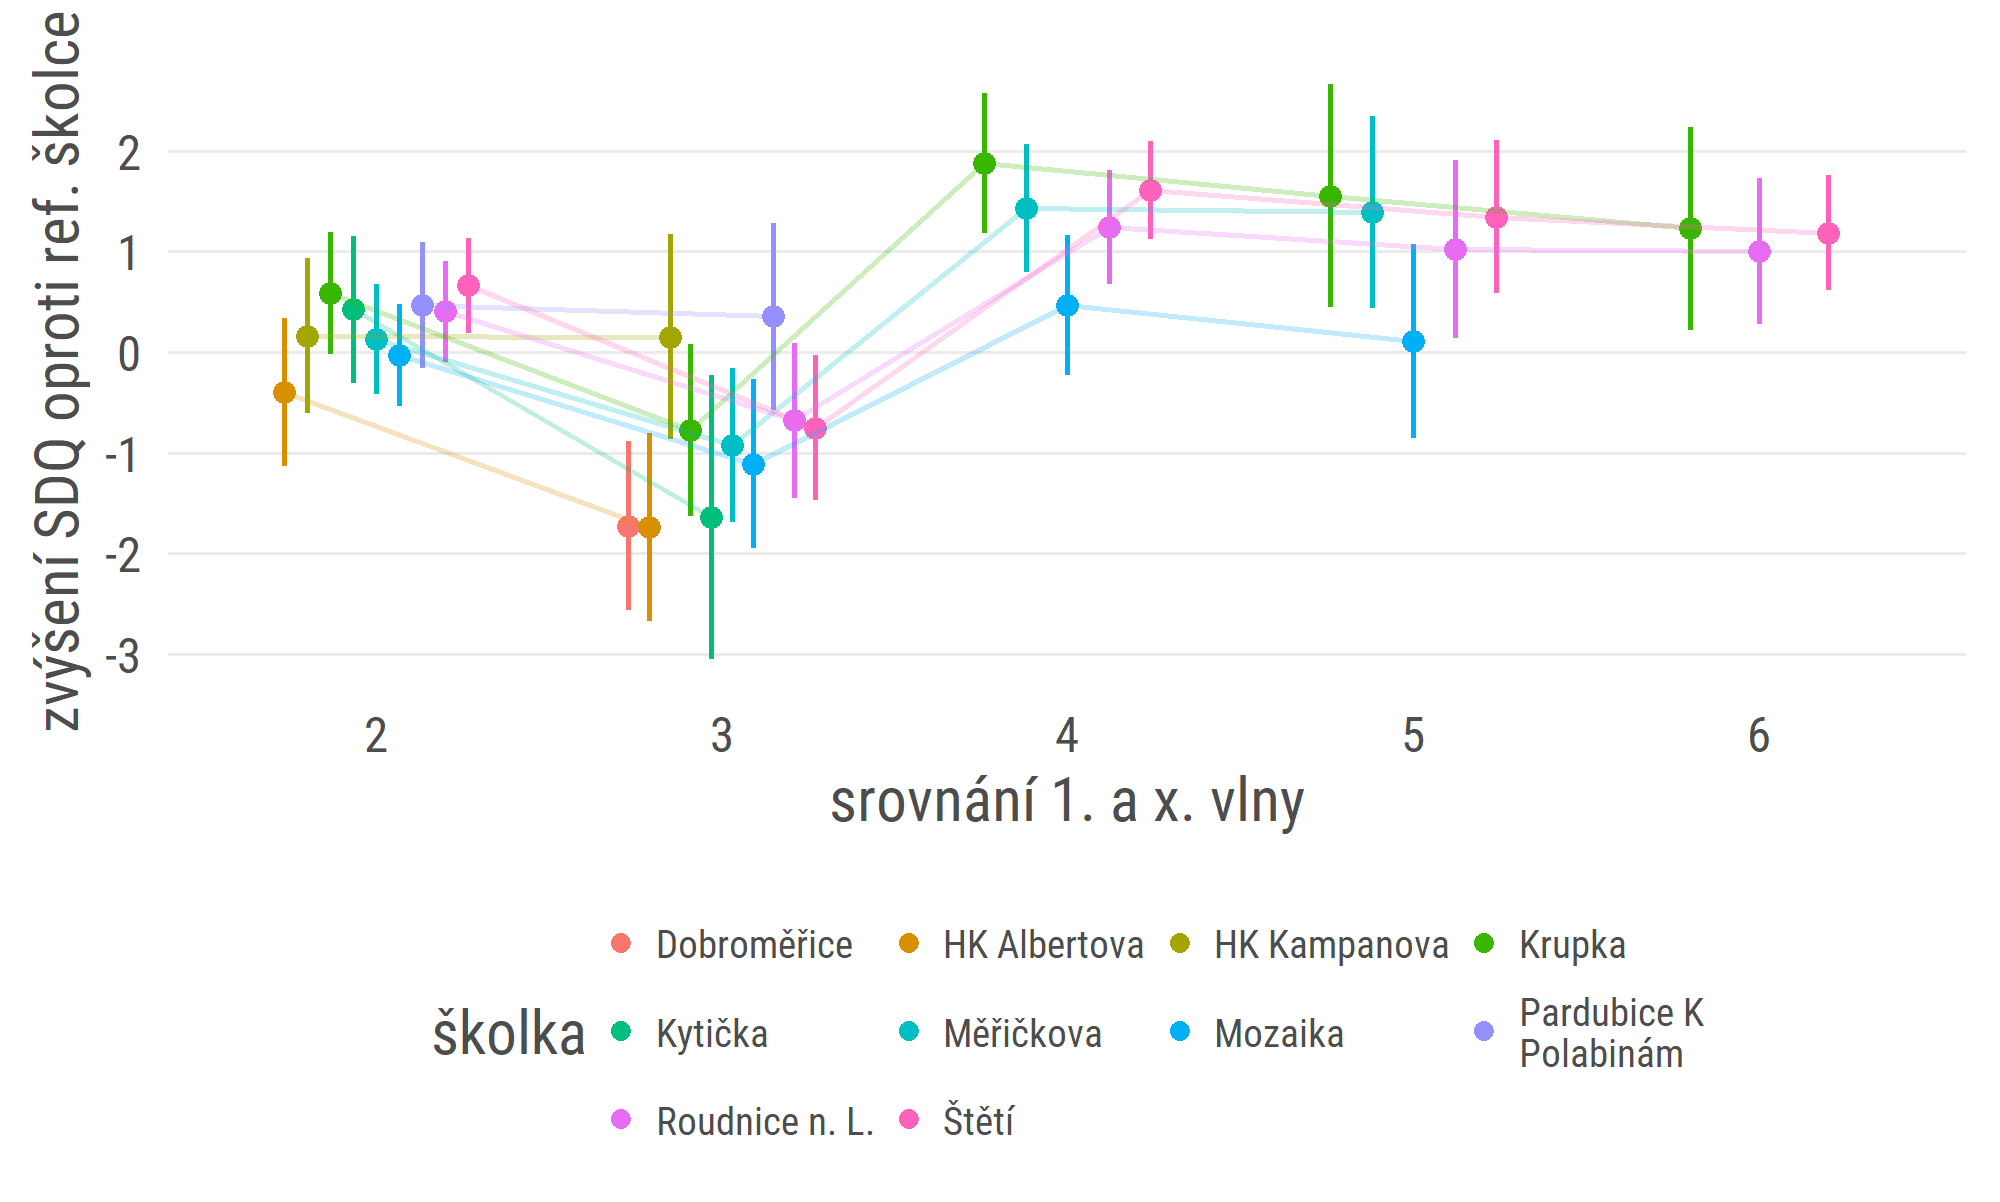 zvýšení SDQ oproti ref. školce
2
1
0
-1
-2
-3
2 3 4 5 6
srovnání 1. a x. vlny
školka
Dobroměřice HK Albertova HK Kampanova Krupka
Kytička Měřičkova Mozaika Pardubice K
Polabinám
Roudnice n. L. Štětí